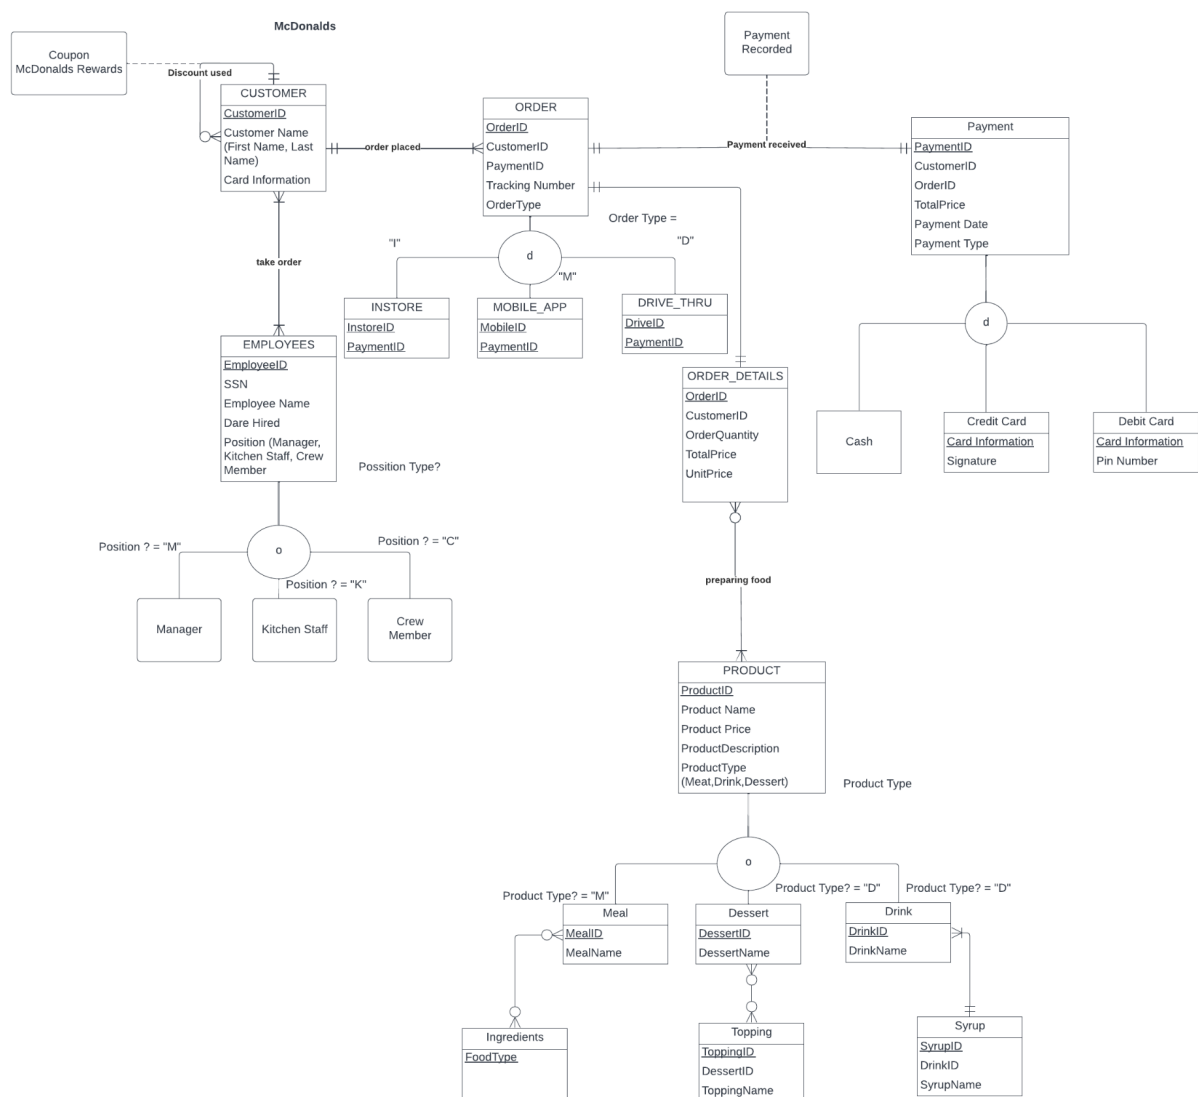 McDonalds
Coupon
McDonalds Rewards
Discount used
Payment
Recorded
CUSTOMER
CustomerID
Customer Name
(First Name, Last
Name)
Card Information
order placed
ORDER
OrderID
CustomerID
PaymentID
Tracking Number
OrderType
Payment received
Payment
PaymentID
CustomerID
OrderID
TotalPrice
Payment Date
Payment Type
take order
Order Type =
"I"
d
"M"
"D"
INSTORE
InstoreID
PaymentID
MOBILE_APP
MobileID
PaymentID
DRIVE_THRU
DriveID
PaymentID
d
Cash
Credit Card
Card Information
Signature
Debit Card
Card Information
Pin Number
EMPLOYEES
EmployeeID
SSN
Employee Name
Dare Hired
Position (Manager,
Kitchen Staff, Crew
Member
Possition Type?
ORDER_DETAILS
OrderID
CustomerID
OrderQuantity
TotalPrice
UnitPrice
Position ? = "M"
o
Position ? = "C"
Position ? = "K"
Manager
Kitchen Staff
Crew
Member
preparing food
PRODUCT
ProductID
Product Name
Product Price
ProductDescription
ProductType
(Meat,Drink,Dessert)
Product Type
o
Product Type? = "M"
Product Type? = "D"
Product Type? = "D"
Meal
MealID
MealName
Dessert
DessertID
DessertName
Drink
DrinkID
DrinkName
Ingredients
FoodType
Topping
ToppingID
DessertID
ToppingName
Syrup
SyrupID
DrinkID
SyrupName